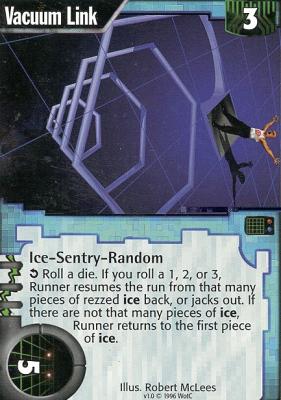 Vacuum Link
3
Ice-Sentry-Random
Roll a die. If you roll a 1, 2, or 3,
Runner resumes the run from that many
pieces of rezzed ice back, or jacks out. If
there are not that many pieces of ice,
Runner returns to the first piece
of ice.
5
Illus. Robert McLees
v1.0 © 1996 WotC